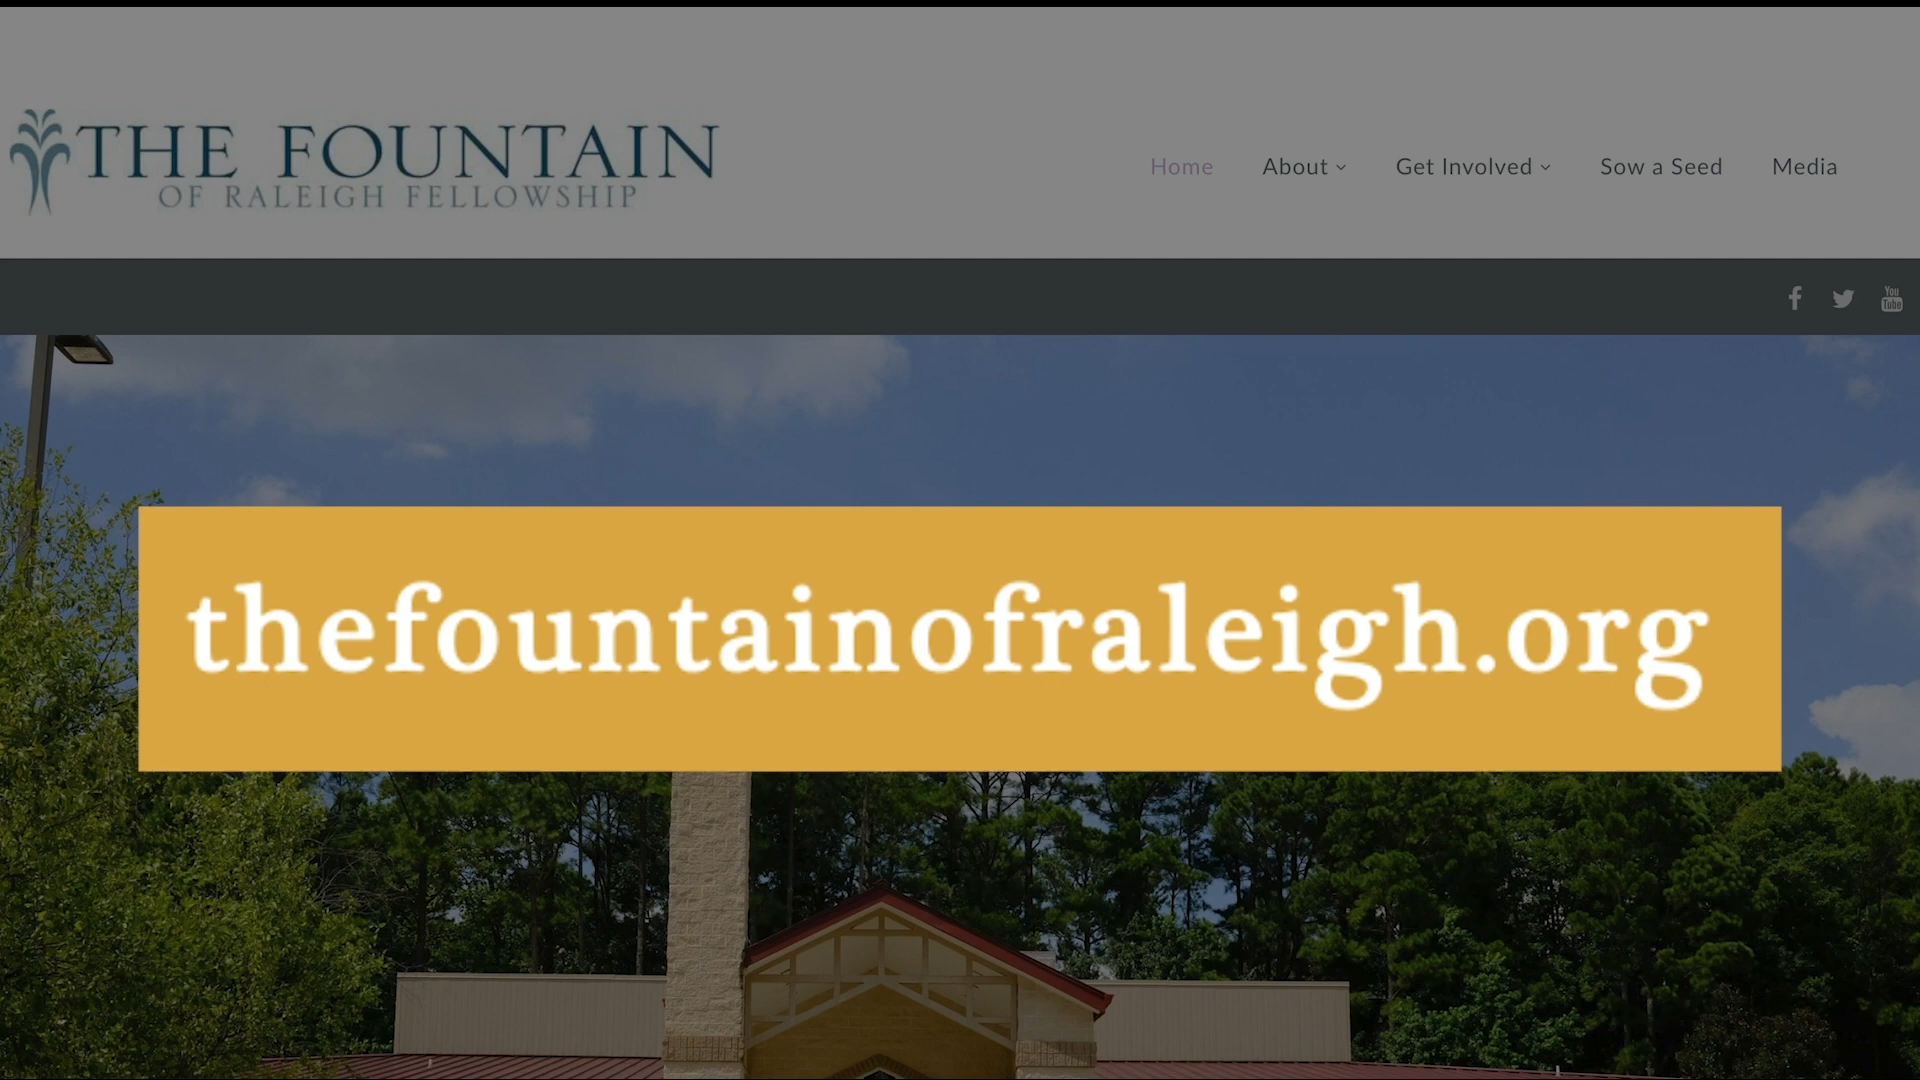 THE FOUNTAIN
OF RALEIGH FELLOWSHIP
Home About Get Involved Sow a Seed Media
You
Tube
thefountainofraleigh.org